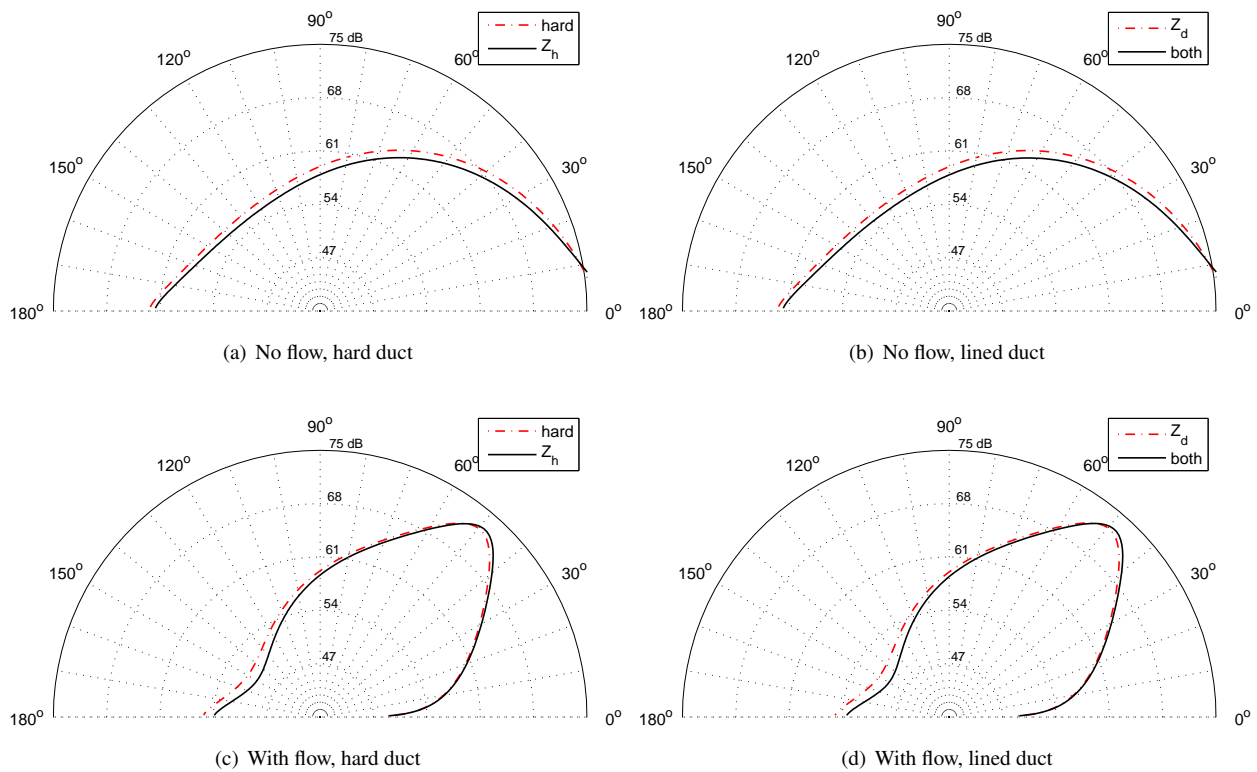 90°
75 dB
hard
Z_h
120°
60°
68
61
150°
30°
54
47
180°
0°
(a) No flow, hard duct
90°
75 dB
Z_d
both
120°
60°
68
61
150°
30°
54
47
180°
0°
(b) No flow, lined duct
90°
75 dB
hard
Z_h
120°
60°
68
61
150°
30°
54
47
180°
0°
(c) With flow, hard duct
90°
75 dB
Z_d
both
120°
60°
68
61
150°
30°
54
47
180°
0°
(d) With flow, lined duct